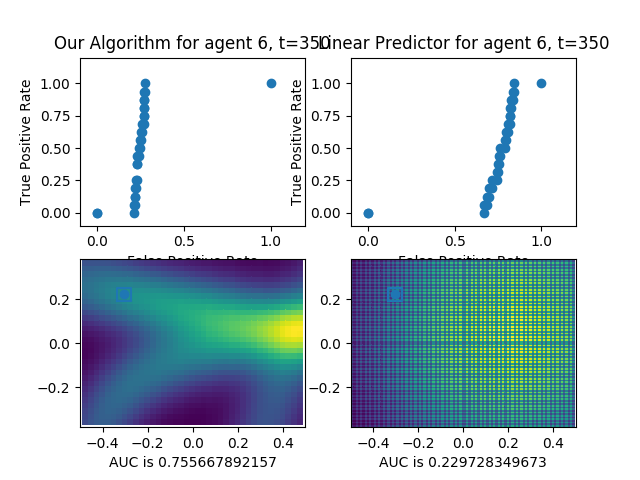 Our Algorithm for agent 6, t=350
Linear Predictor for agent 6, t=350
True Positive Rate
1.00
0.75
0.50
0.25
0.00
0.0 0.5 1.0
False Positive Rate
True Positive Rate
1.00
0.75
0.50
0.25
0.00
0.0 0.5 1.0
False Positive Rate
0.2
0.0
−0.2
−0.4 −0.2 0.0 0.2 0.4
AUC is 0.755667892157
0.2
0.0
−0.2
−0.4 −0.2 0.0 0.2 0.4
AUC is 0.229728349673